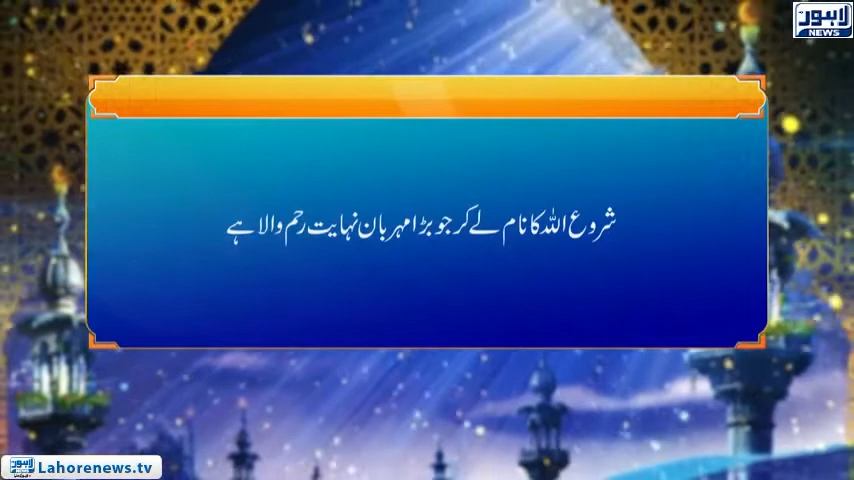 لاہور
NEWS
شروع اللہ کا نام لے کر جو بڑا مہربان نہایت رحم والا ہے
لاہور
Lahorenews.tv